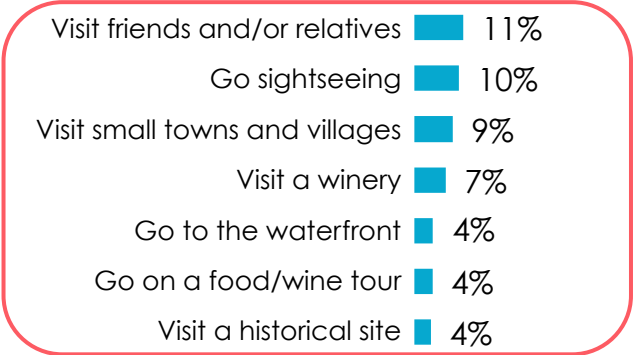 Visit friends and/or relatives 11%
Go sightseeing 10%
Visit small towns and villages 9%
Visit a winery 7%
Go to the waterfront 4%
Go on a food/wine tour 4%
Visit a historical site 4%